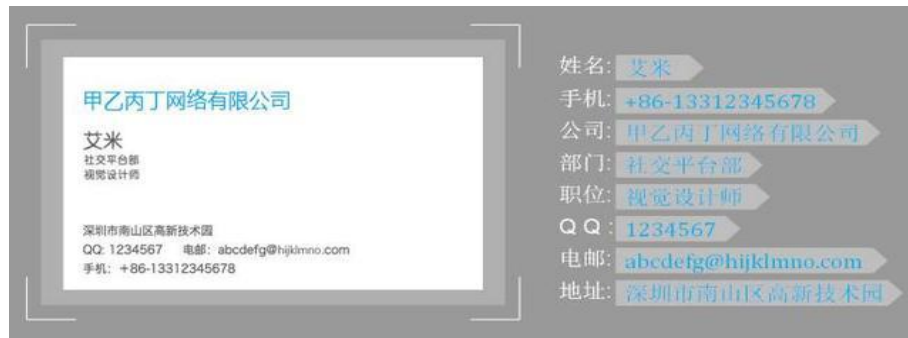 甲乙丙丁网络有限公司
艾米
社交平台部
视觉设计师
深圳市南山区高新技术园
QQ: 1234567 电邮: abcdefg@hijklmno.com
手机: +86-13312345678
姓名: 艾米
手机: +86-13312345678
公司: 甲乙丙丁网络有限公司
部门: 社交平台部
职位: 视觉设计师
Q Q : 1234567
电邮: abcdefg@hijklmno.com
地址: 深圳市南山区高新技术园